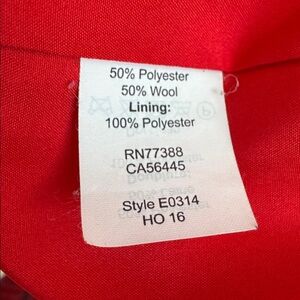 50% Polyester
50% Wool
Lining:
100% Polyester
RN77388
CA56445
Style E0314
HO 16